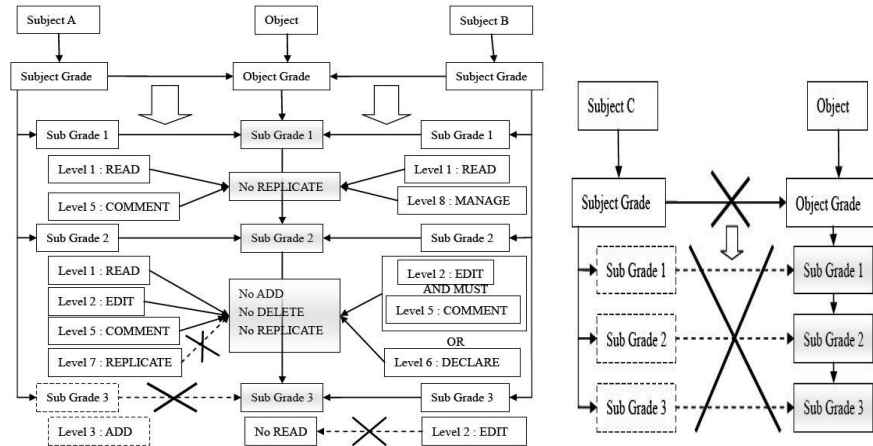 Subject A
Object
Subject B
Subject Grade
Object Grade
Subject Grade
Sub Grade 1
Sub Grade 1
Sub Grade 1
Level 1 : READ
Level 5 : COMMENT
No REPLICATE
Level 1 : READ
Level 8 : MANAGE
Sub Grade 2
Sub Grade 2
Sub Grade 2
Level 1 : READ
Level 2 : EDIT
Level 5 : COMMENT
Level 7 : REPLICATE
No ADD
No DELETE
No REPLICATE
Level 2 : EDIT
AND MUST
Level 5 : COMMENT
OR
Level 6 : DECLARE
Sub Grade 3
Sub Grade 3
Sub Grade 3
Level 3 : ADD
No READ
Level 2 : EDIT
Subject C
Object
Subject Grade
Object Grade
Sub Grade 1
Sub Grade 1
Sub Grade 2
Sub Grade 2
Sub Grade 3
Sub Grade 3